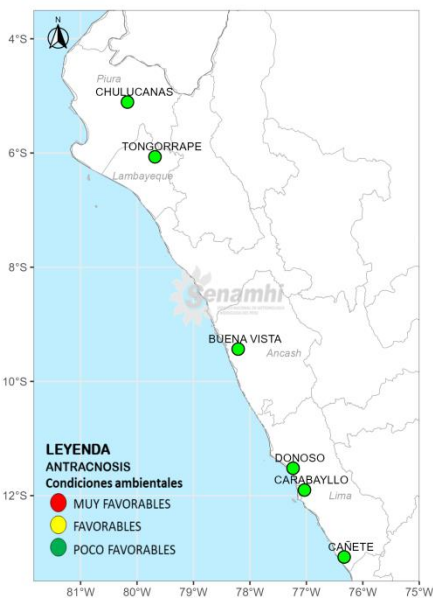 4°S
N
Piura
CHULUCANAS
6°S
TONGORRAPE
Lambayeque
8°S
Senamhi
BUENA VISTA
Ancash
10°S
LEYENDA
ANTRACNOSIS
Condiciones ambientales
MUY FAVORABLES
FAVORABLES
POCO FAVORABLES
DONOSO
CARABAYLLO
12°S
Lima
CAÑETE
81°W
80°W
79°W
78°W
77°W
76°W
75°W